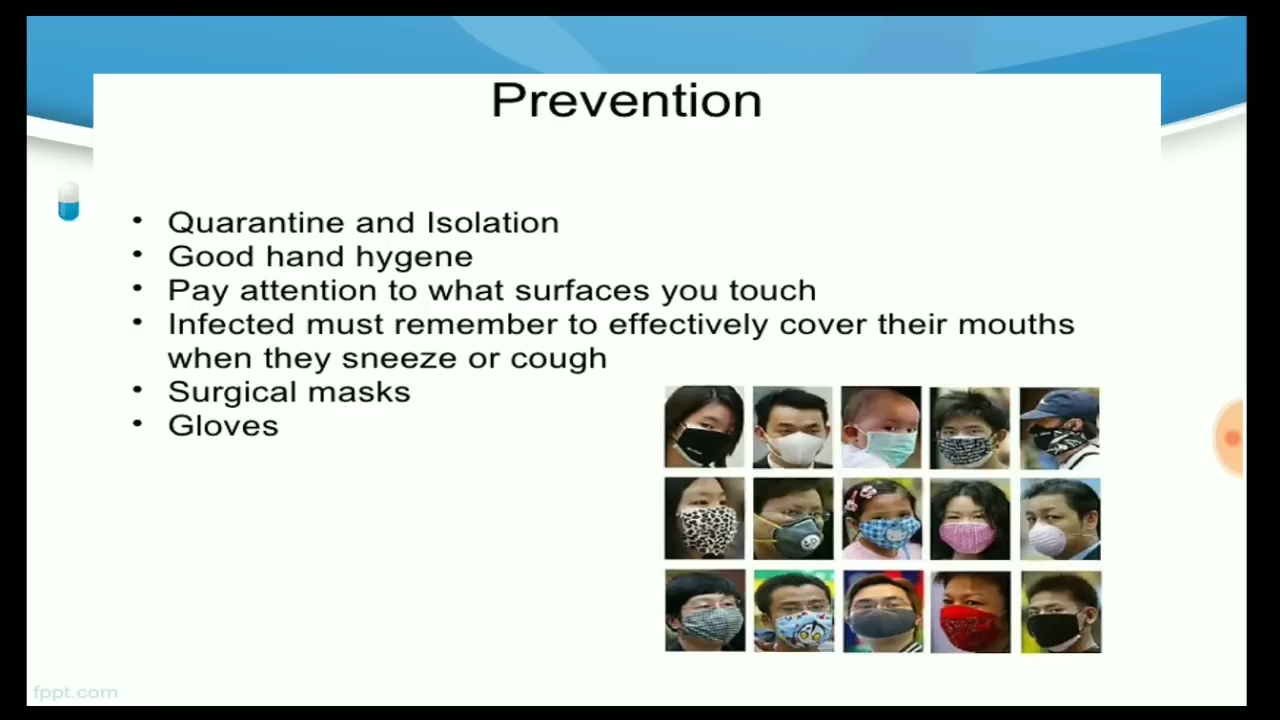 Prevention
• Quarantine and Isolation
• Good hand hygene
• Pay attention to what surfaces you touch
• Infected must remember to effectively cover their mouths
when they sneeze or cough
• Surgical masks
• Gloves
fppt.com